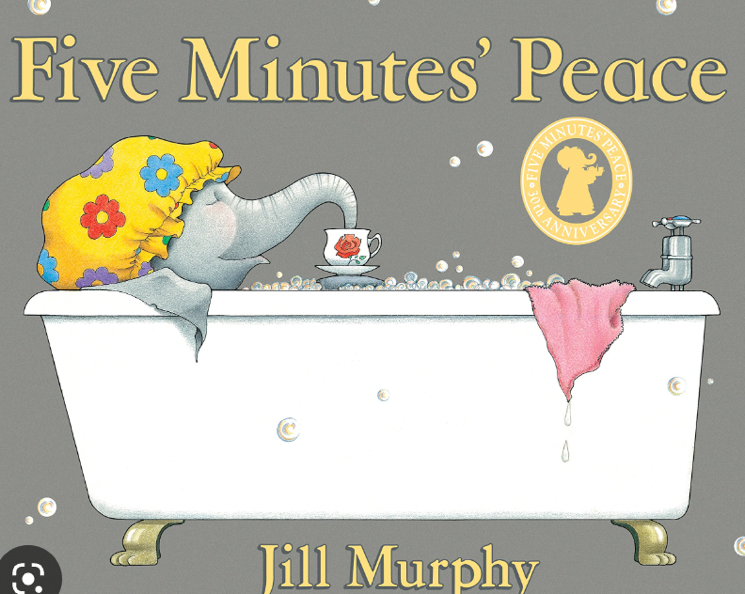 Five Minutes' Peace
FIVE MINUTES' PEACE
30th ANNIVERSARY
Jill Murphy